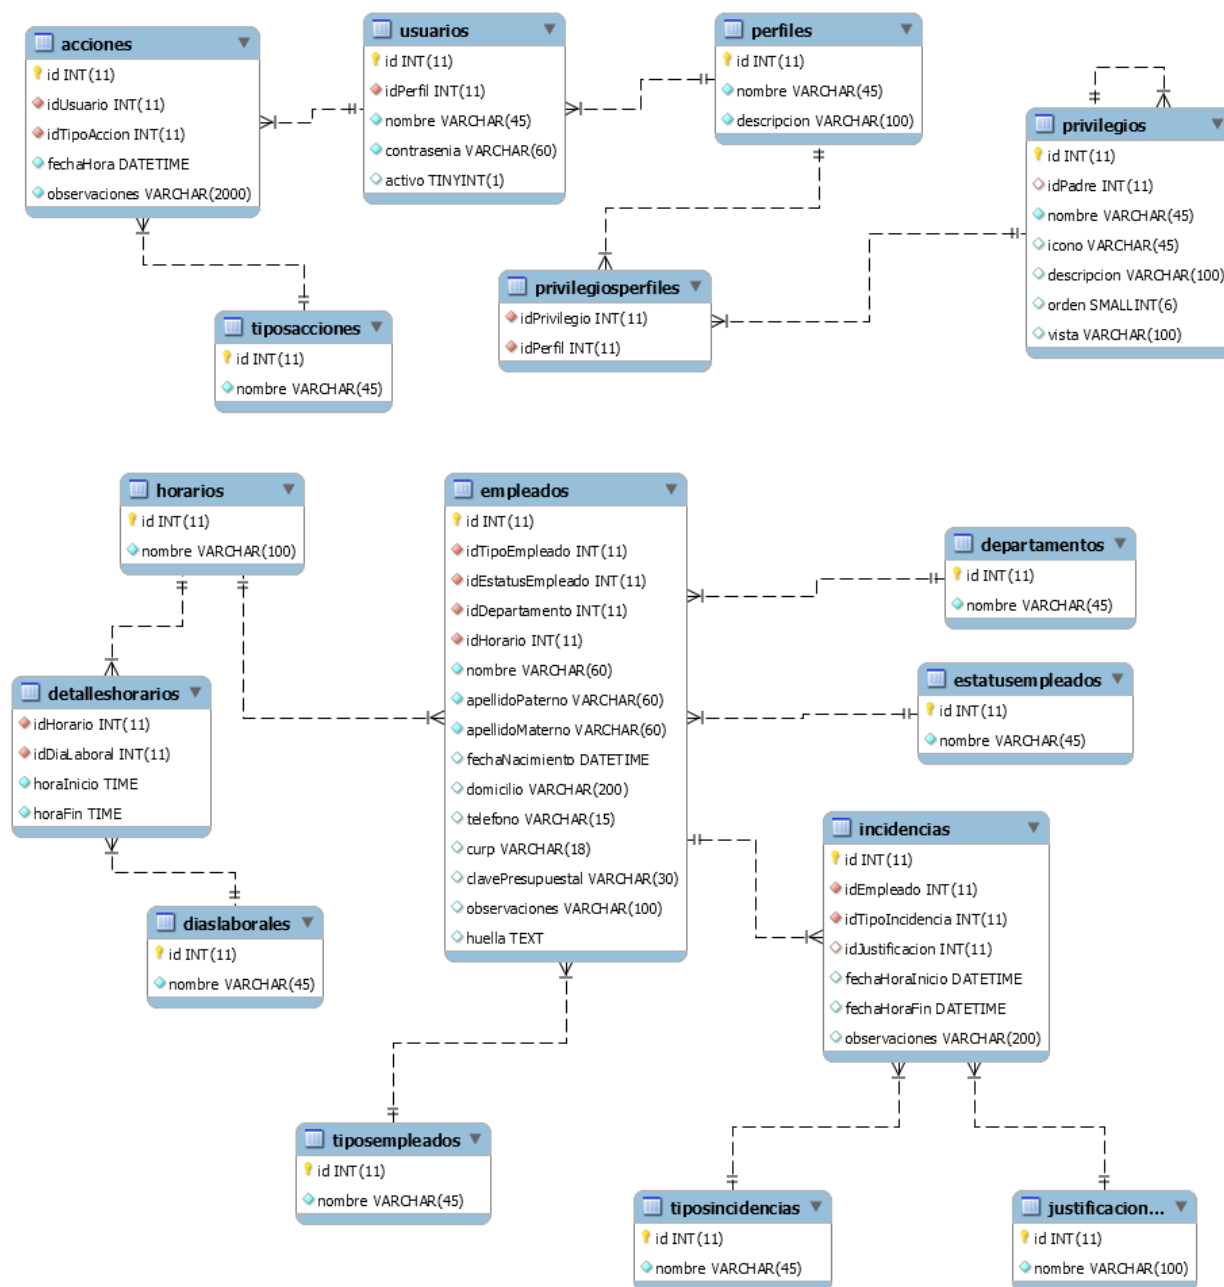 acciones
id INT(11)
idUsuario INT(11)
idTipoAccion INT(11)
fechaHora DATETIME
observaciones VARCHAR(2000)
usuarios
id INT(11)
idPerfil INT(11)
nombre VARCHAR(45)
contrasenia VARCHAR(60)
activo TINYINT(1)
perfiles
id INT(11)
nombre VARCHAR(45)
descripcion VARCHAR(100)
privilegios
id INT(11)
idPadre INT(11)
nombre VARCHAR(45)
icono VARCHAR(45)
descripcion VARCHAR(100)
orden SMALLINT(6)
vista VARCHAR(100)
privilegiosperfiles
idPrivilegio INT(11)
idPerfil INT(11)
tiposacciones
id INT(11)
nombre VARCHAR(45)
horarios
id INT(11)
nombre VARCHAR(100)
empleados
id INT(11)
idTipoEmpleado INT(11)
idEstatusEmpleado INT(11)
idDepartamento INT(11)
idHorario INT(11)
nombre VARCHAR(60)
apellidoPaterno VARCHAR(60)
apellidoMaterno VARCHAR(60)
fechaNacimiento DATETIME
domicilio VARCHAR(200)
telefono VARCHAR(15)
curp VARCHAR(18)
clavePresupuestal VARCHAR(30)
observaciones VARCHAR(100)
huella TEXT
departamentos
id INT(11)
nombre VARCHAR(45)
estatusempleados
id INT(11)
nombre VARCHAR(45)
detalleshorarios
idHorario INT(11)
idDiaLaboral INT(11)
horaInicio TIME
horaFin TIME
diaslaborales
id INT(11)
nombre VARCHAR(45)
incidencias
id INT(11)
idEmpleado INT(11)
idTipoIncidencia INT(11)
idJustificacion INT(11)
fechaHoraInicio DATETIME
fechaHoraFin DATETIME
observaciones VARCHAR(200)
tiposempleados
id INT(11)
nombre VARCHAR(45)
tiposincidencias
id INT(11)
nombre VARCHAR(45)
justificacion...
id INT(11)
nombre VARCHAR(100)